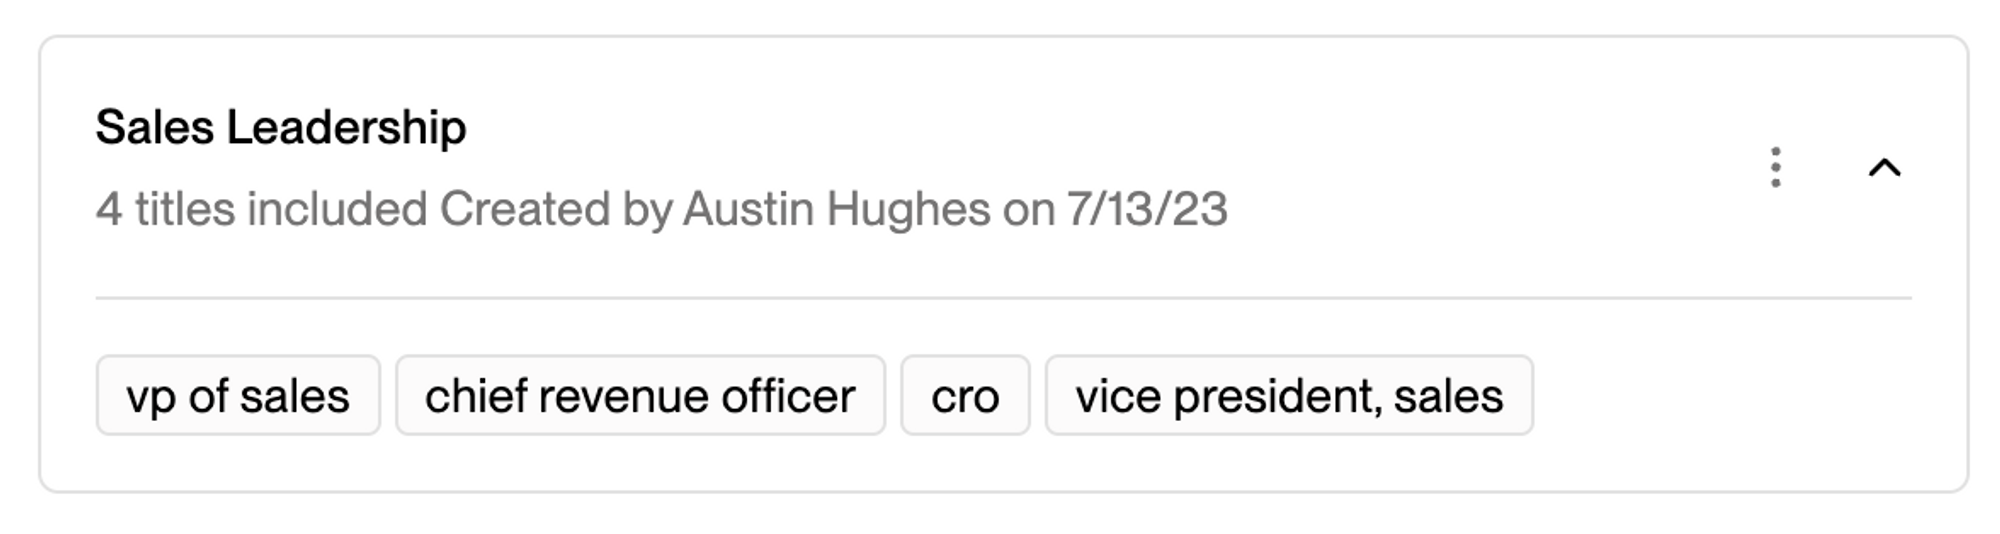 Sales Leadership
4 titles included Created by Austin Hughes on 7/13/23
vp of sales chief revenue officer cro vice president, sales